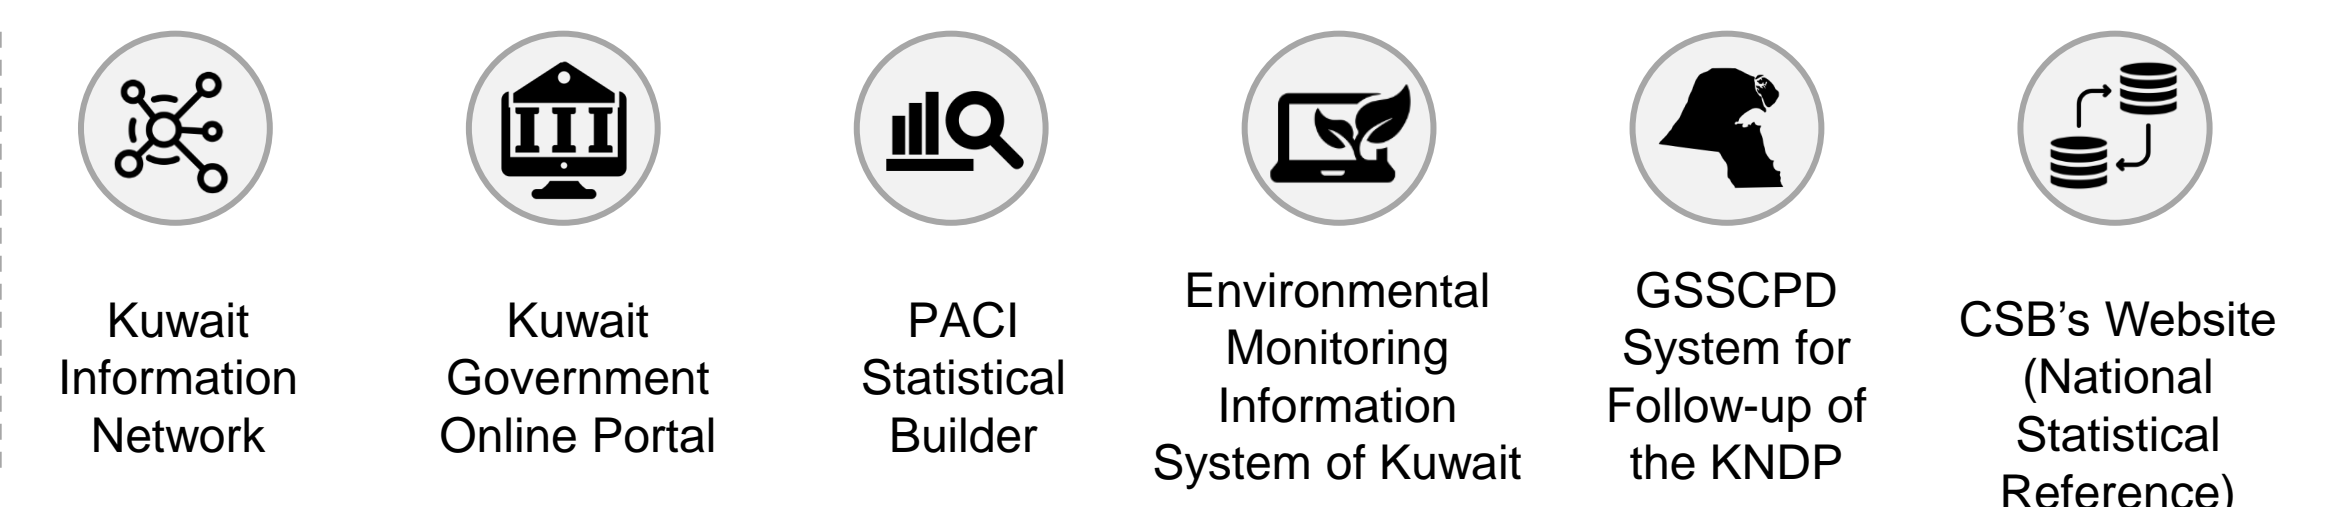 Kuwait
Information
Network
Kuwait
Government
Online Portal
PACI
Statistical
Builder
Environmental
Monitoring
Information
System of Kuwait
GSSCPD
System for
Follow-up of
the KNDP
CSB's Website
(National
Statistical
Reference)